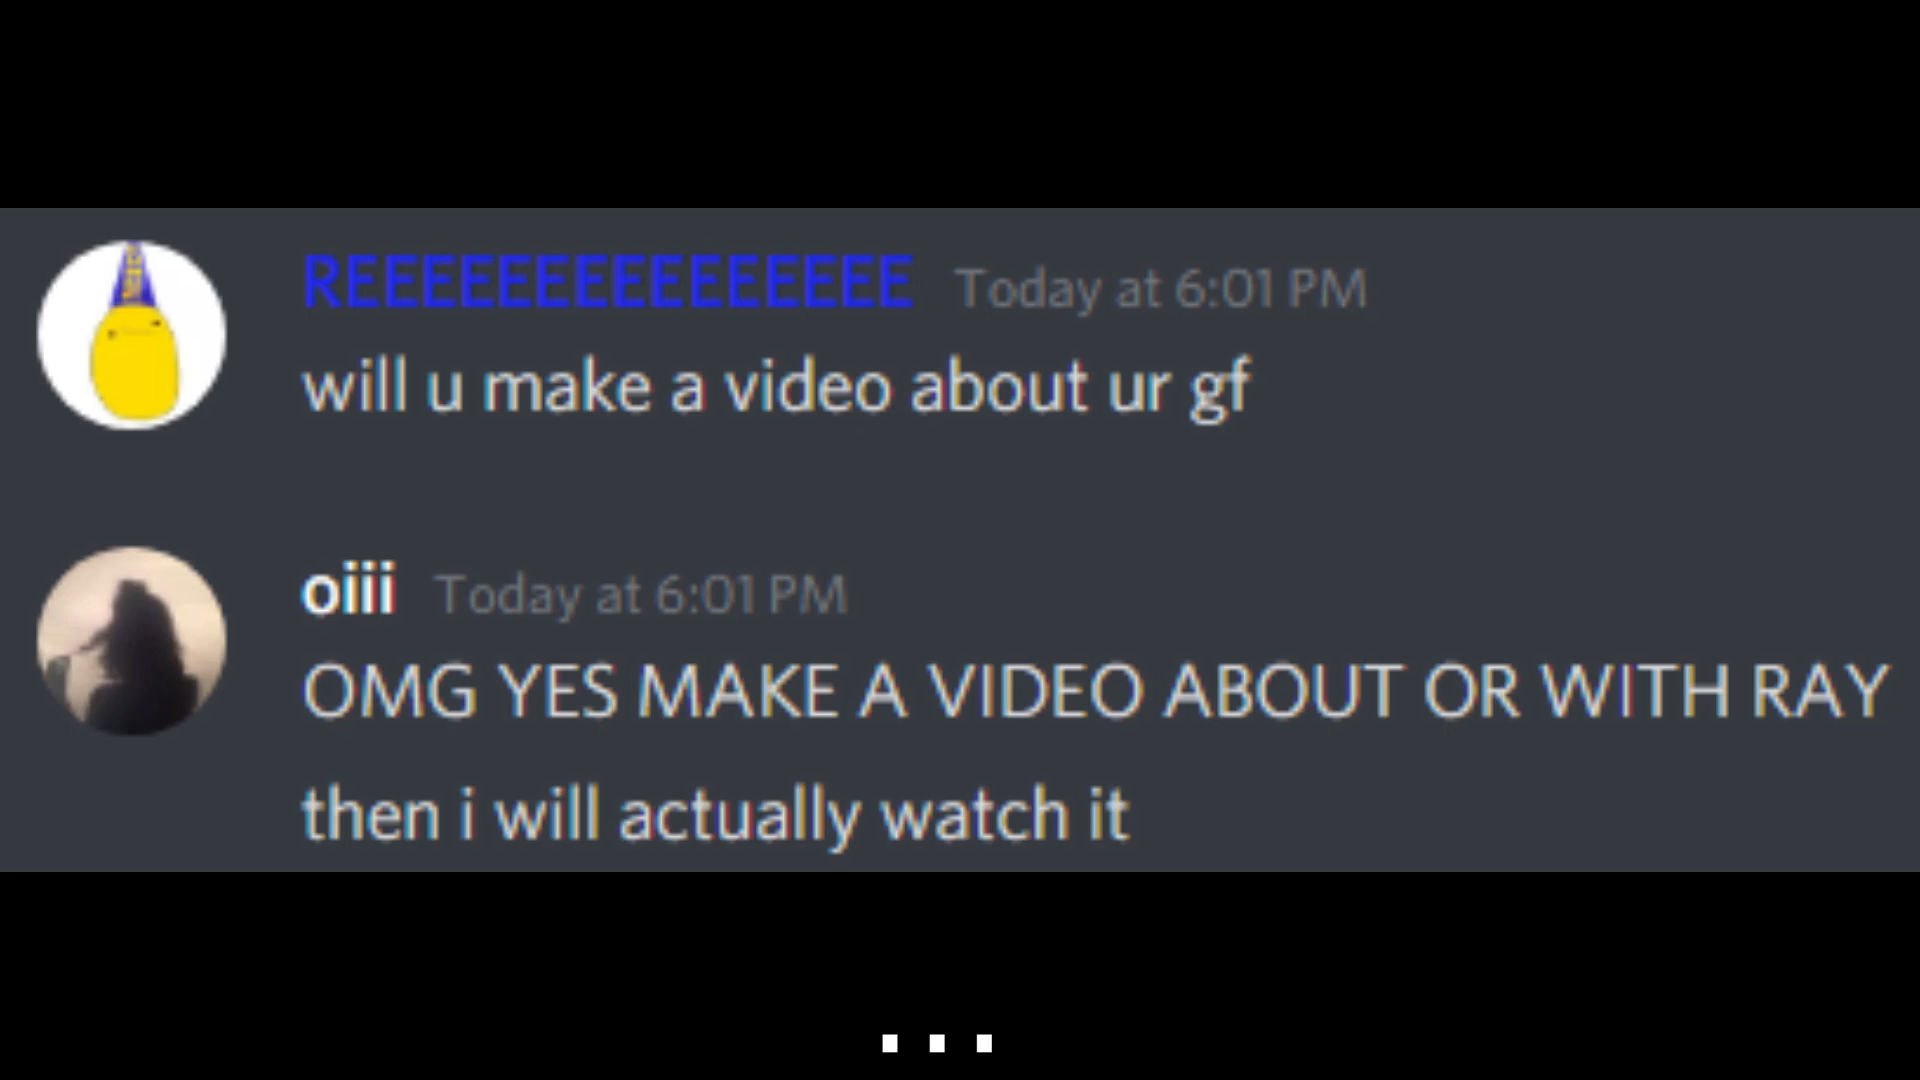 REEEEEEEEEEEEEEE Today at 6:01 PM
will u make a video about ur gf
oiii Today at 6:01 PM
OMG YES MAKE A VIDEO ABOUT OR WITH RAY
then i will actually watch it
...